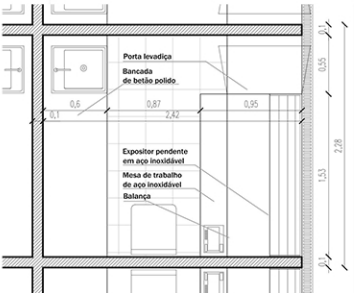 Porta levadiça
Bancada
de betão polido
0,6
0,87
0,95
0,1
2,42
Expositor pendente
em aço inoxidável
Mesa de trabalho
de aço inoxidável
Balança
0,1
0,55
2,28
1,53
0,1